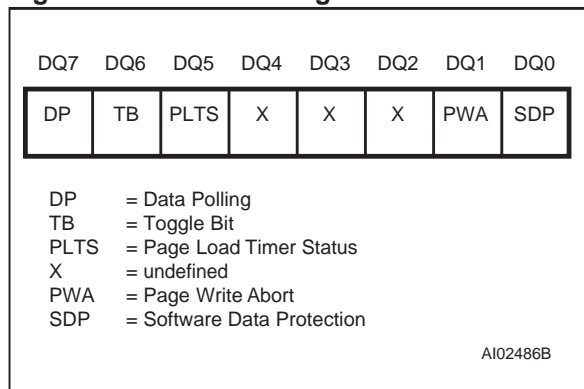 DQ7 DQ6 DQ5 DQ4 DQ3 DQ2 DQ1 DQ0
DP TB PLTS X X X PWA SDP
DP = Data Polling
TB = Toggle Bit
PLTS = Page Load Timer Status
X = undefined
PWA = Page Write Abort
SDP = Software Data Protection
AI02486B